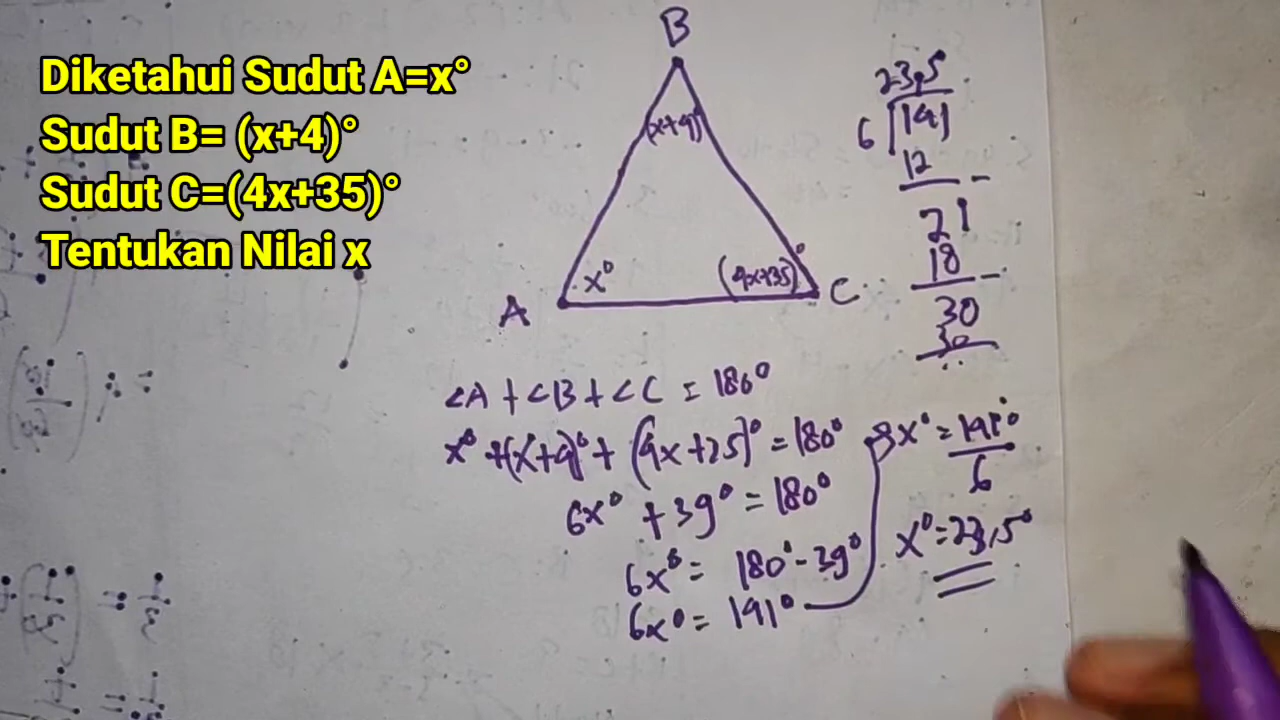 Diketahui Sudut A=x°
Sudut B= (x+4)°
Sudut C=(4x+35)°
Tentukan Nilai x
B
(x+4)°
x°
(4x+35)°
A
C
23,5
6 141
12 -
21
18 -
30
30
∠A + ∠B + ∠C = 180°
x° + (x+4)° + (4x+25)° = 180°
6x° + 39° = 180°
6x° = 180° - 39°
6x° = 141°
x° = 141°
6
x° = 23,5°